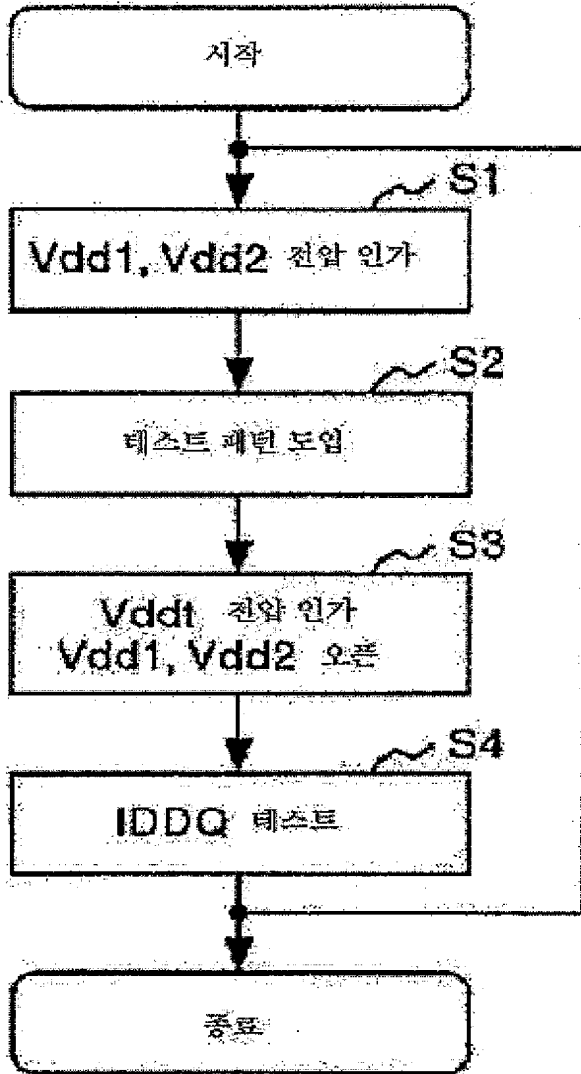 시작
S1
Vdd1, Vdd2 전압 인가
S2
테스트 패턴 도입
S3
Vddt 전압 인가
Vdd1, Vdd2 오픈
S4
IDDQ 테스트
종료